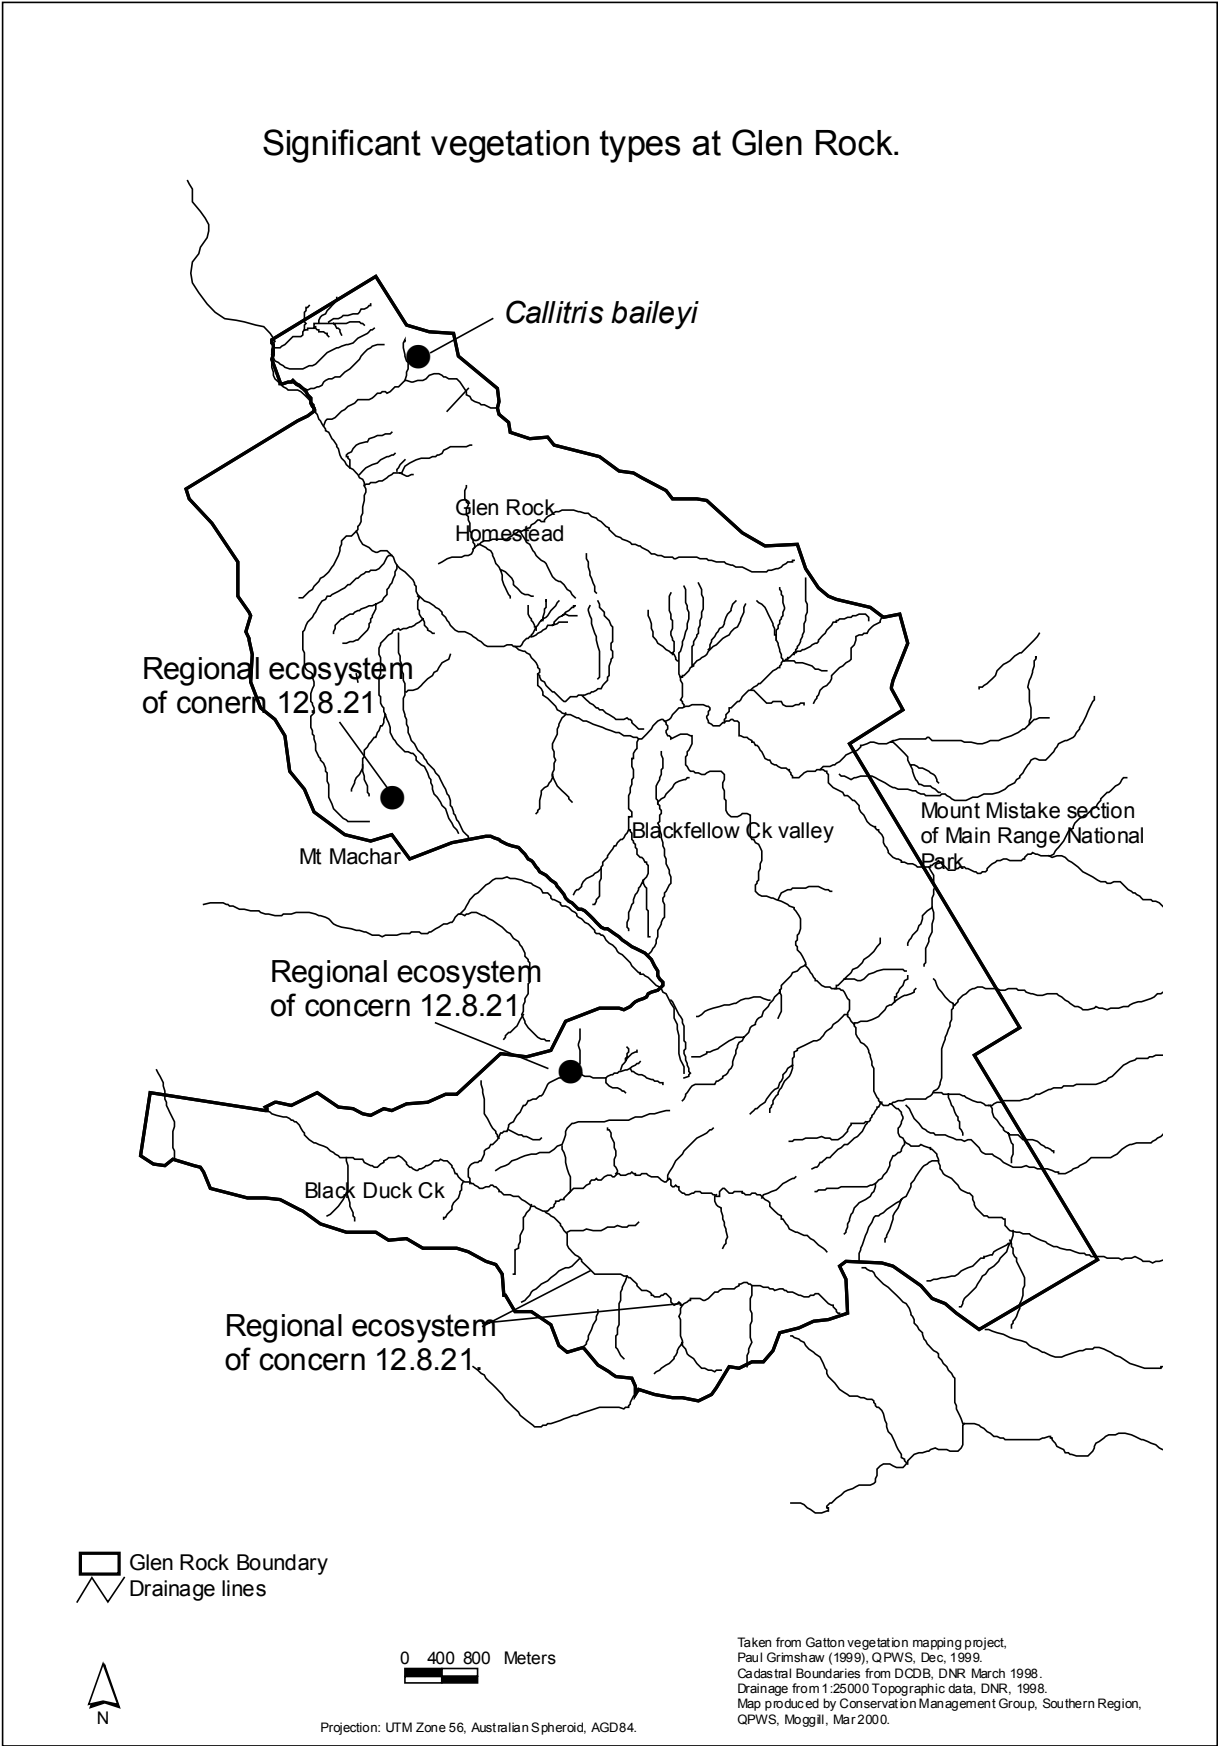 Significant vegetation types at Glen Rock.
Callitris baileyi
Glen Rock
Homestead
Regional ecosystem
of conern 12.8.21
Mount Mistake section
of Main Range National
Park
Blackfellow Ck valley
Mt Machar
Regional ecosystem
of concern 12.8.21
Black Duck Ck
Regional ecosystem
of concern 12.8.21.
Glen Rock Boundary
Drainage lines
0 400 800 Meters
N
Projection: UTM Zone 56, Australian Spheroid, AGD84.
Taken from Gatton vegetation mapping project,
Paul Grimshaw (1999), QPWS, Dec, 1999.
Cadastral Boundaries from DCDB, DNR March 1998.
Drainage from 1:25000 Topographic data, DNR, 1998.
Map produced by Conservation Management Group, Southern Region,
QPWS, Moggill, Mar 2000.